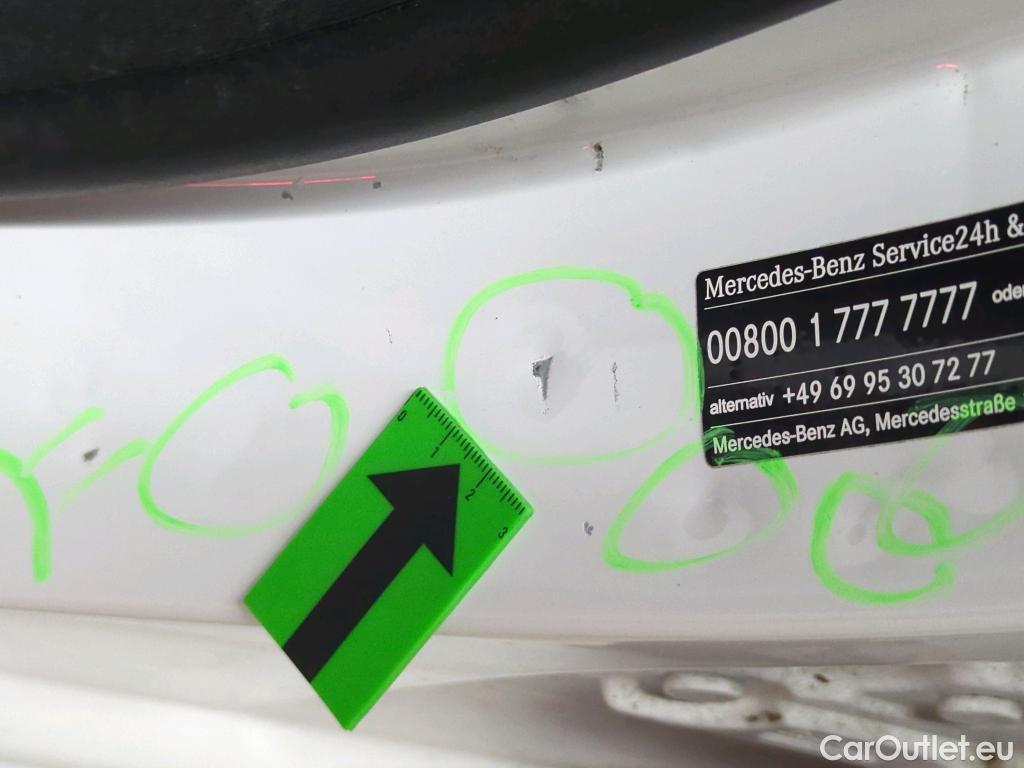 Mercedes-Benz Service24h &
00800 1 777 7777 oder
alternativ +49 69 95 30 72 77
Mercedes-Benz AG, Mercedesstraße
0 1 2 3
CarOutlet.eu